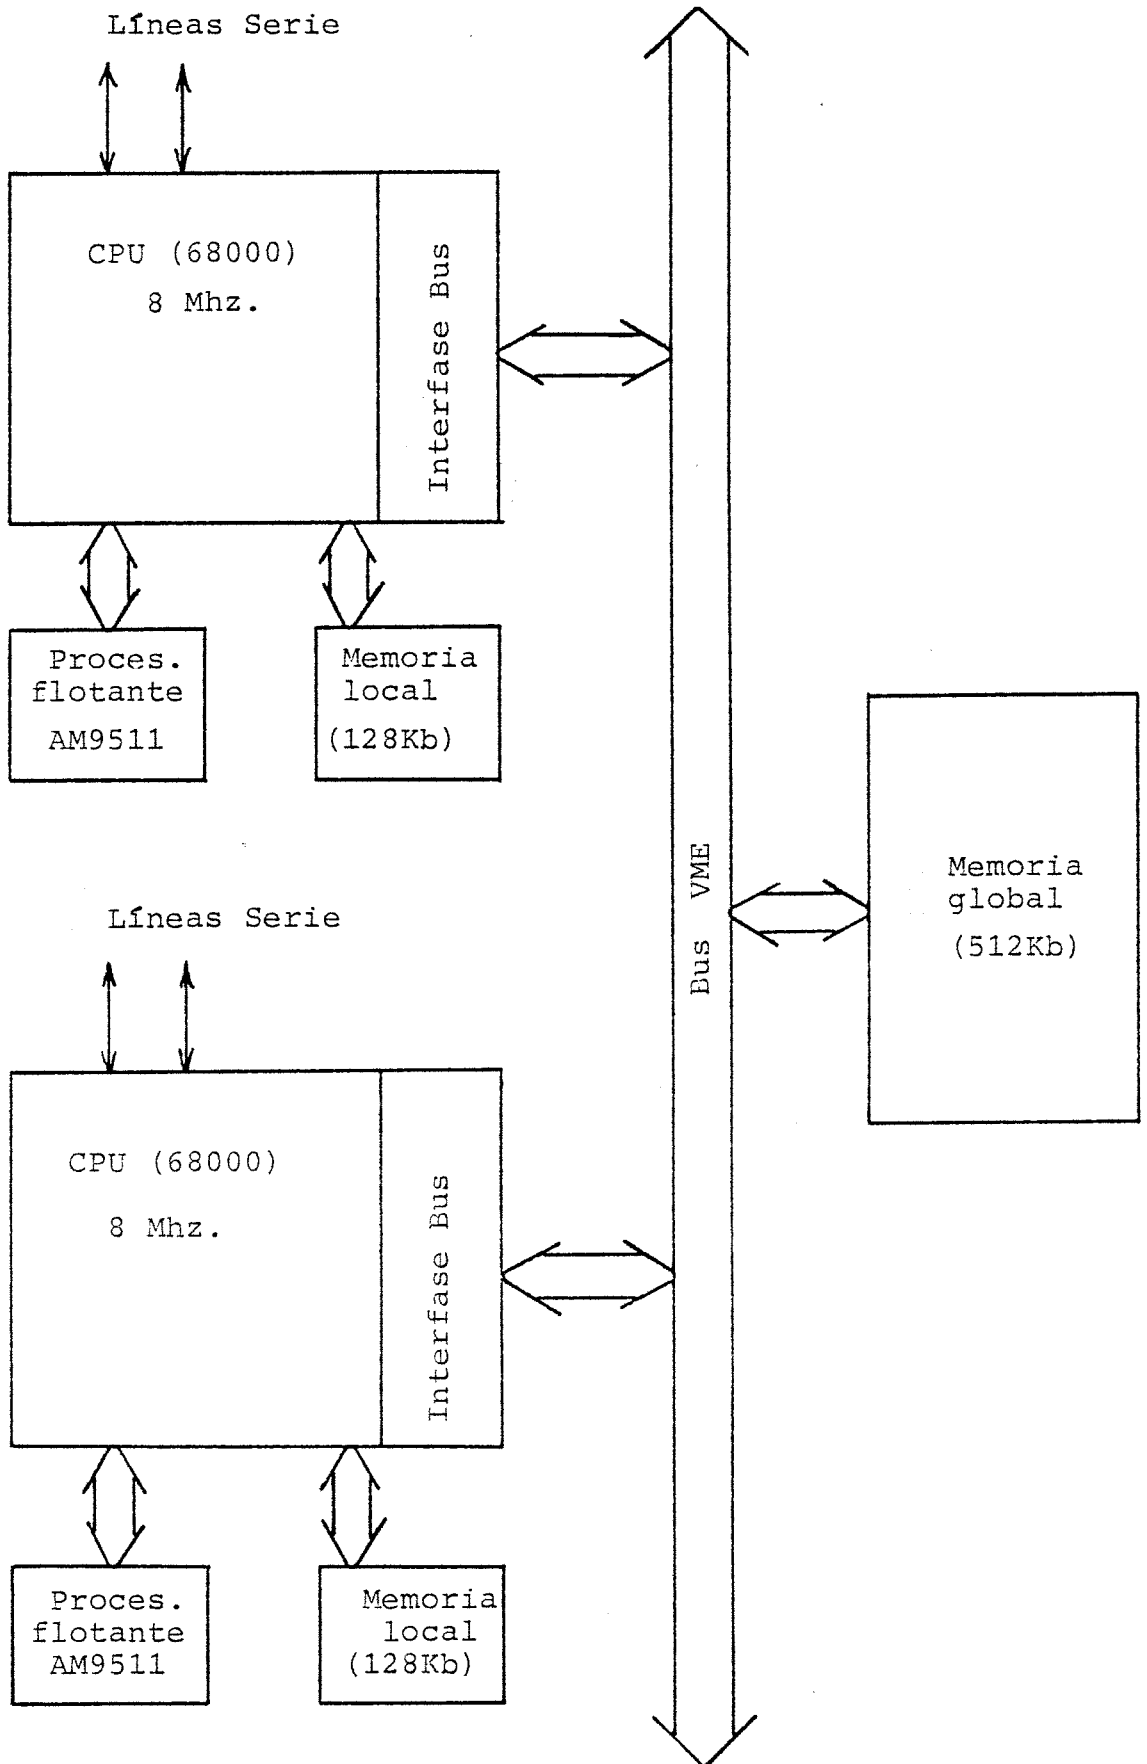 Líneas Serie
CPU (68000)
8 Mhz.
Interfase Bus
Proces.
flotante
AM9511
Memoria
local
(128Kb)
Bus VME
Memoria
global
(512Kb)
Líneas Serie
CPU (68000)
8 Mhz.
Interfase Bus
Proces.
flotante
AM9511
Memoria
local
(128Kb)